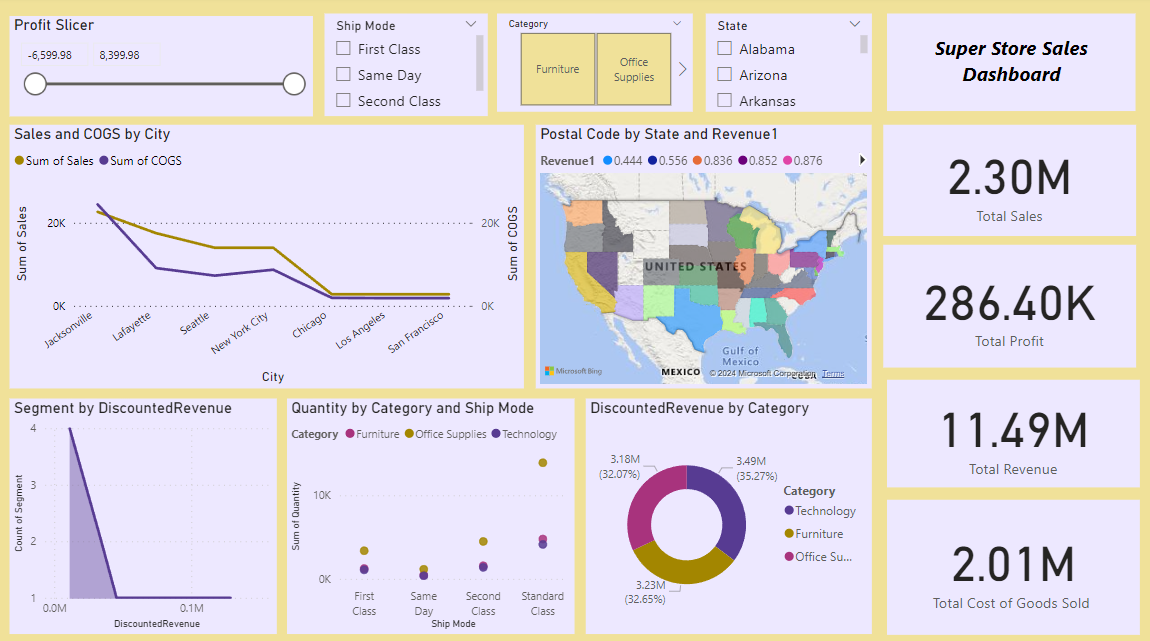 Profit Slicer
-6,599.98 8,399.98
Ship Mode
First Class
Same Day
Second Class
Category
Furniture
Office
Supplies
State
Alabama
Arizona
Arkansas
Super Store Sales
Dashboard
Sales and COGS by City
Sum of Sales Sum of COGS
Sum of Sales
20K
0K
20K
0K
Sum of COGS
Jacksonville
Lafayette
Seattle
New York City
Chicago
Los Angeles
San Francisco
City
Postal Code by State and Revenue1
Revenue1 0.444 0.556 0.836 0.852 0.876
UNITED STATES
Gulf of
Mexico
MEXICO
Microsoft Bing
© 2024 Microsoft Corporation Terms
CUBA
2.30M
Total Sales
286.40K
Total Profit
11.49M
Total Revenue
2.01M
Total Cost of Goods Sold
Segment by DiscountedRevenue
Count of Segment
4
3
2
1
0.0M 0.1M
DiscountedRevenue
Quantity by Category and Ship Mode
Category Furniture Office Supplies Technology
Sum of Quantity
10K
0K
First
Class
Same
Day
Second
Class
Standard
Class
Ship Mode
DiscountedRevenue by Category
3.18M
(32.07%)
3.49M
(35.27%)
3.23M
(32.65%)
Category
Technology
Furniture
Office Su...